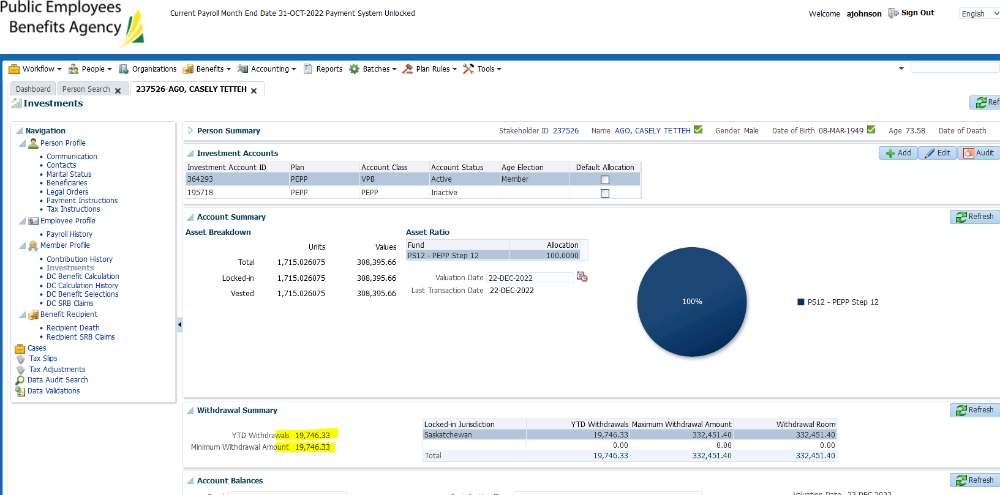 Public Employees
Benefits Agency
Current Payroll Month End Date 31-OCT-2022 Payment System Unlocked
Welcome ajohnson Sign Out English
Workflow People Organizations Benefits Accounting Reports Batches Plan Rules Tools
Dashboard Person Search 237526-AGO, CASELY TETTEH
Investments
Navigation
Person Profile
Communication
Contacts
Marital Status
Beneficiaries
Legal Orders
Payment Instructions
Tax Instructions
Employee Profile
Payroll History
Member Profile
Contribution History
Investments
DC Benefit Calculation
DC Calculation History
DC Benefit Selections
DC SRB Claims
Benefit Recipient
Recipient Death
Recipient SRB Claims
Cases
Tax Slips
Tax Adjustments
Data Audit Search
Data Validations
Person Summary Stakeholder ID 237526 Name AGO, CASELY TETTEH Gender Male Date of Birth 08-MAR-1949 Age 73.58 Date of Death
Investment Accounts Add Edit Audit
Investment Account ID Plan Account Class Account Status Age Election Default Allocation
364293 PEPP VPB Active Member
195718 PEPP PEPP Inactive
Account Summary Refresh
Asset Breakdown
Units Values
Total 1,715.026075 308,395.66
Locked-in 1,715.026075 308,395.66
Vested 1,715.026075 308,395.66
Asset Ratio
Fund Allocation
PS12 - PEPP Step 12 100.0000
Valuation Date 22-DEC-2022
Last Transaction Date 22-DEC-2022
100%
PS12 - PEPP Step 12
Withdrawal Summary Refresh
YTD Withdrawals 19,746.33
Minimum Withdrawal Amount 19,746.33
Locked-in Jurisdiction YTD Withdrawals Maximum Withdrawal Amount Withdrawal Room
Saskatchewan 19,746.33 332,451.40 332,451.40
0.00 0.00 0.00
Total 19,746.33 332,451.40 332,451.40
Account Balances Refresh
Valuation Date 22-DEC-2022